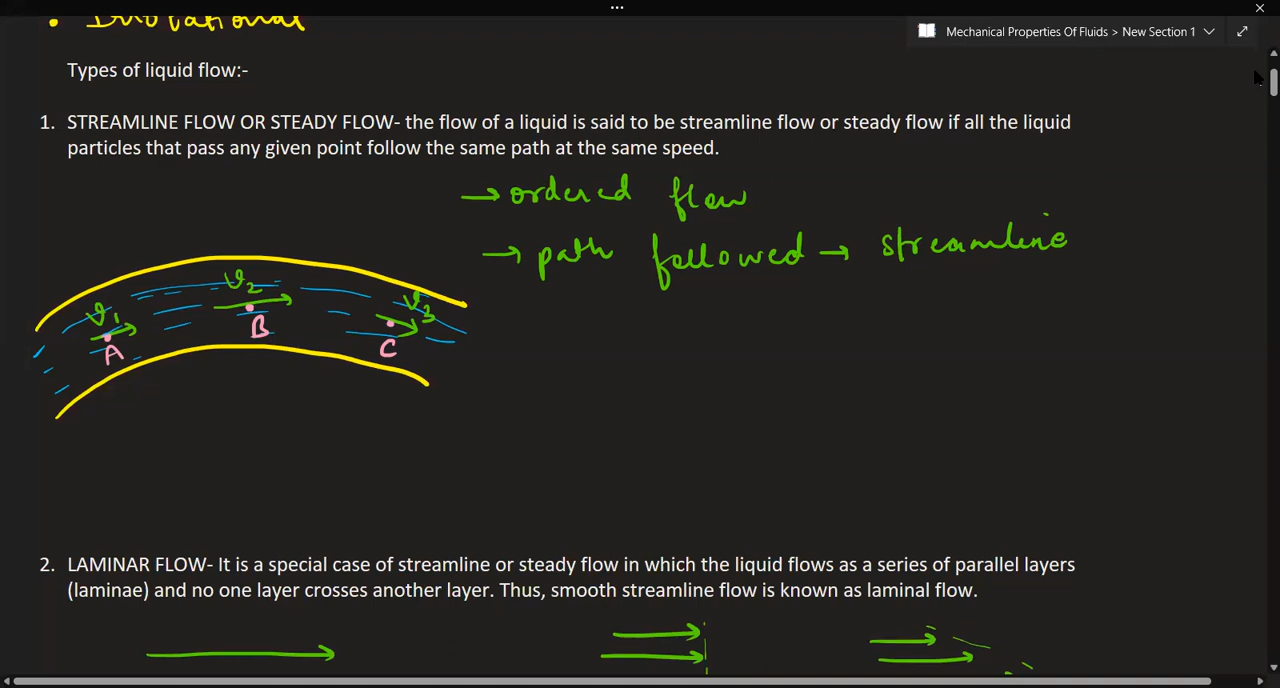 Mechanical Properties Of Fluids > New Section 1
Types of liquid flow:-
1. STREAMLINE FLOW OR STEADY FLOW- the flow of a liquid is said to be streamline flow or steady flow if all the liquid
particles that pass any given point follow the same path at the same speed.
→ ordered flow
→ path followed → streamline
v1
A
v2
B
v3
C
2. LAMINAR FLOW- It is a special case of streamline or steady flow in which the liquid flows as a series of parallel layers
(laminae) and no one layer crosses another layer. Thus, smooth streamline flow is known as laminal flow.